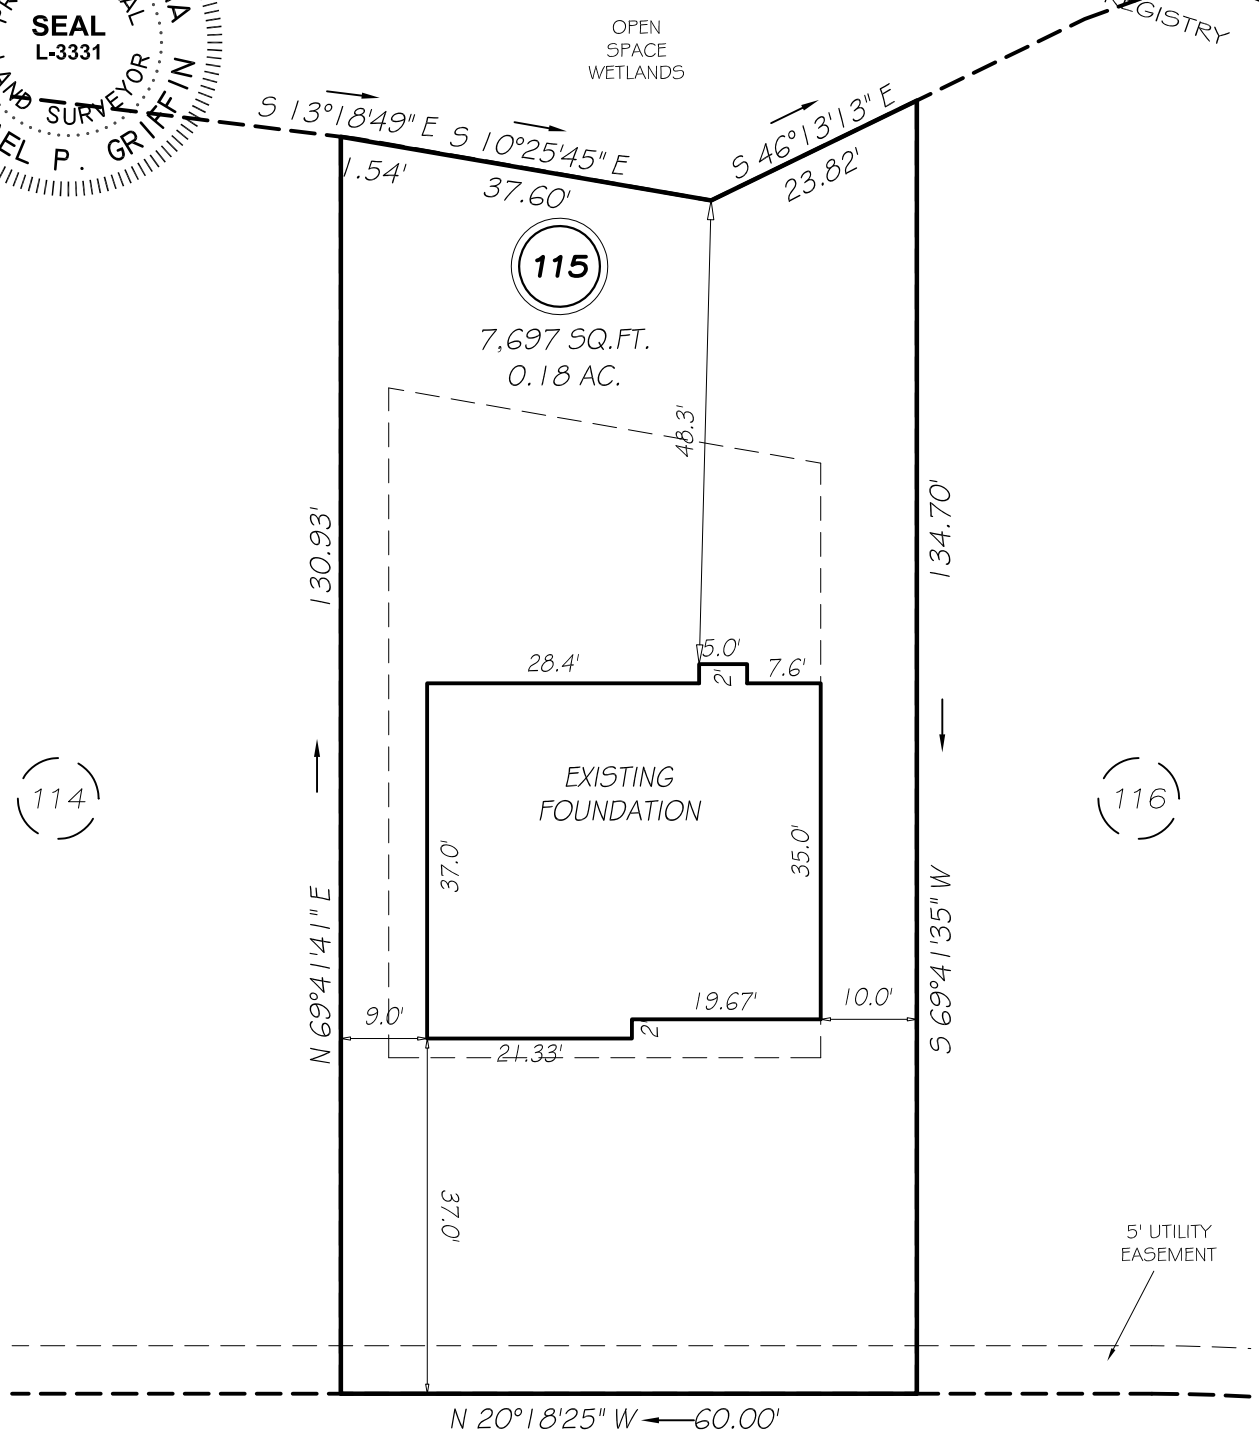 SEAL
L-3331
LAND SURVEYOR
P. GRIFFIN
OPEN
SPACE
WETLANDS
REGISTRY
S 13°18'49" E
1.54'
S 10°25'45" E
37.60'
S 46°13'13" E
23.82'
115
7,697 SQ.FT.
0.18 AC.
48.3'
130.93'
134.70'
28.4'
5.0'
2'
7.6'
114
EXISTING
FOUNDATION
116
37.0'
35.0'
N 69°41'41" E
S 69°41'35" W
9.0'
21.33'
2'
19.67'
10.0'
37.0'
5' UTILITY
EASEMENT
N 20°18'25" W
60.00'